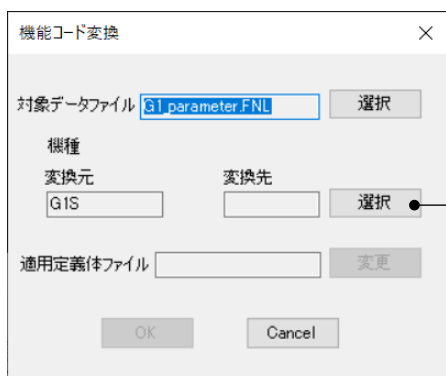 機能コード変換
対象データファイル G1_parameter.FNL 選択
機種
変換元 変換先
G1S 選択
適用定義体ファイル 変更
OK Cancel